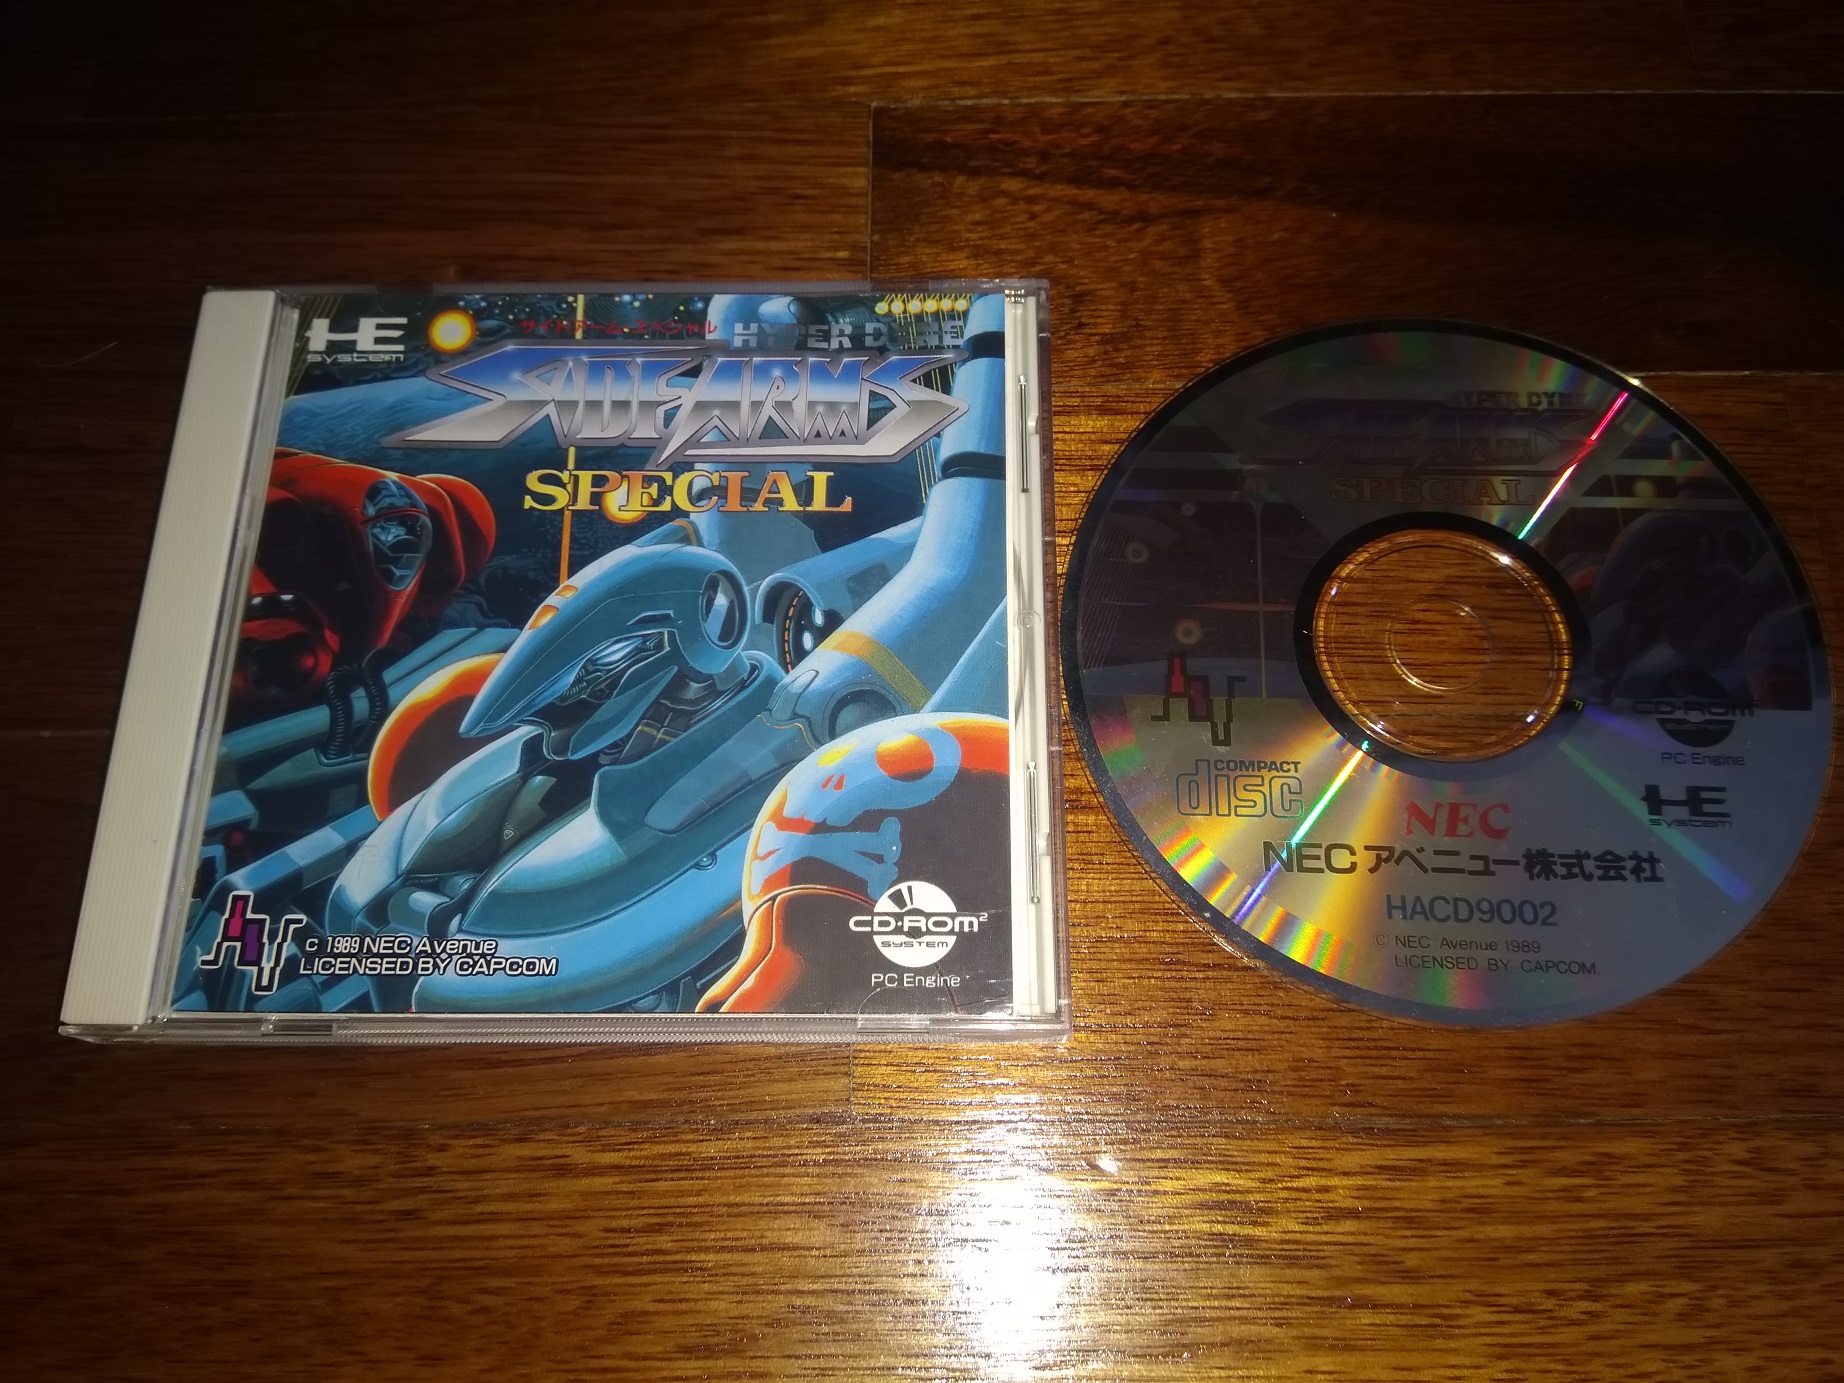 HE
system
サイドアーム・スペシャル
HYPER DYNE
SIDE ARMS
SPECIAL
© 1989 NEC Avenue
LICENSED BY CAPCOM
CD-ROM²
SYSTEM
PC Engine
HYPER DYNE
SIDE ARMS
SPECIAL
CD-ROM²
PC Engine
COMPACT
disc
HE
system
NEC
NECアベニュー株式会社
HACD9002
© NEC Avenue 1989
LICENSED BY CAPCOM.